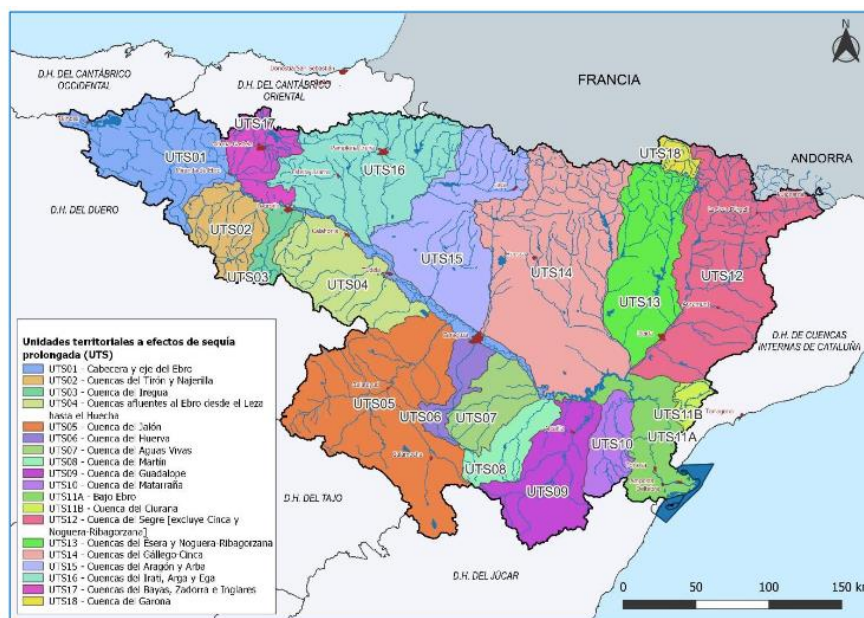 N
FRANCIA
ANDORRA
D.H. DEL CANTÁBRICO
OCCIDENTAL
D.H. DEL CANTÁBRICO
ORIENTAL
D.H. DEL DUERO
D.H. DEL TAJO
D.H. DEL JÚCAR
D.H. DE CUENCAS
INTERNAS DE CATALUÑA
UTS17
UTS01
UTS16
UTS18
UTS02
UTS03
UTS04
UTS15
UTS14
UTS13
UTS12
UTS05
UTS06
UTS07
UTS08
UTS09
UTS10
UTS11B
UTS11A
Unidades territoriales a efectos de sequía
prolongada (UTS)
UTS01 - Cabecera y eje del Ebro
UTS02 - Cuencas del Tirón y Najerilla
UTS03 - Cuenca del Iregua
UTS04 - Cuencas afluentes al Ebro desde el Leza
hasta el Huecha
UTS05 - Cuenca del Jalón
UTS06 - Cuenca del Huerva
UTS07 - Cuenca del Aguas Vivas
UTS08 - Cuenca del Martín
UTS09 - Cuenca del Guadalope
UTS10 - Cuenca del Matarraña
UTS11A - Bajo Ebro
UTS11B - Cuenca del Ciurana
UTS12 - Cuenca del Segre [excluye Cinca y
Noguera-Ribagorzana]
UTS13 - Cuencas del Ésera y Noguera-Ribagorzana
UTS14 - Cuencas del Gállego-Cinca
UTS15 - Cuencas del Aragón y Arba
UTS16 - Cuencas del Irati, Arga y Ega
UTS17 - Cuencas del Bayas, Zadorra e Inglares
UTS18 - Cuenca del Garona
0 50 100 150 km